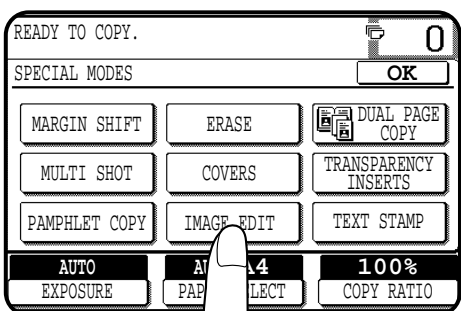 READY TO COPY.
0
SPECIAL MODES
OK
MARGIN SHIFT
ERASE
DUAL PAGE
COPY
MULTI SHOT
COVERS
TRANSPARENCY
INSERTS
PAMPHLET COPY
IMAGE EDIT
TEXT STAMP
AUTO
A4
100%
EXPOSURE
COPY RATIO